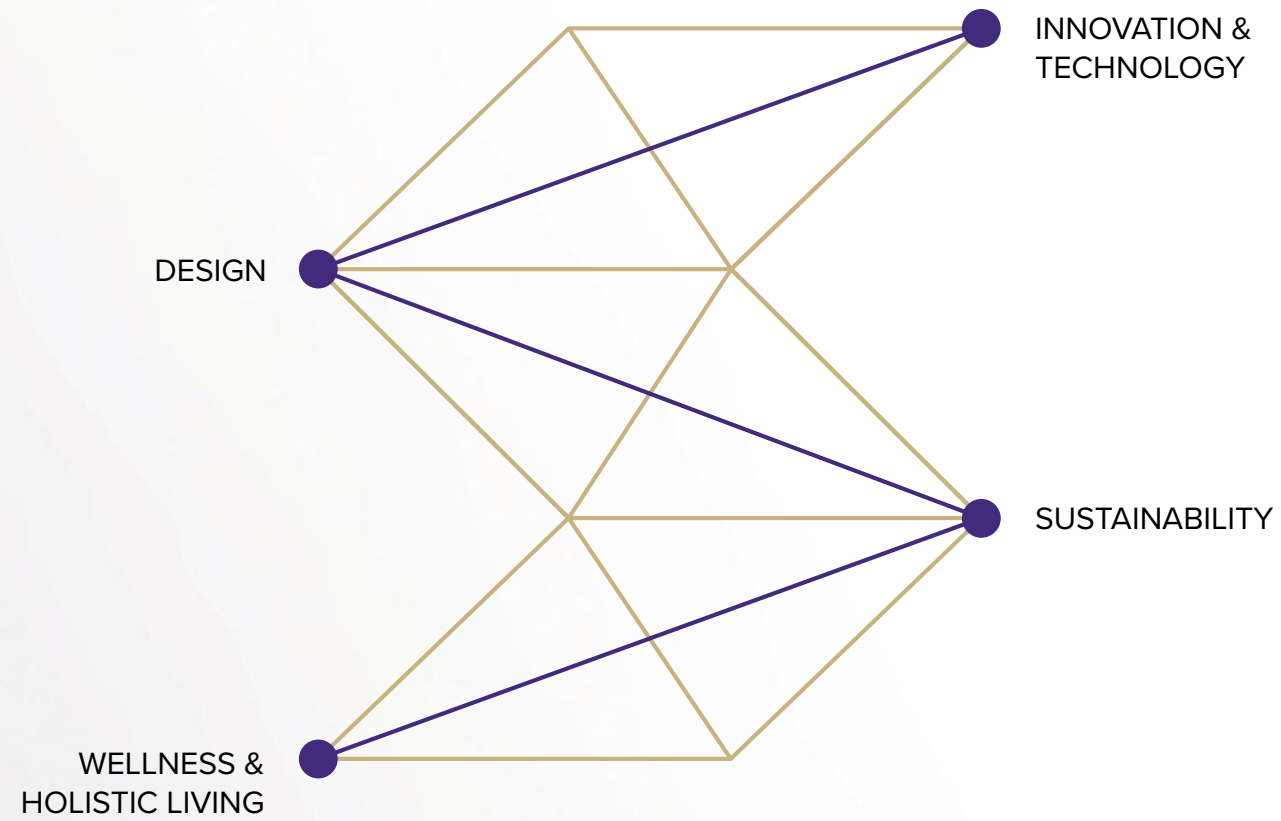 INNOVATION &
TECHNOLOGY
DESIGN
SUSTAINABILITY
WELLNESS &
HOLISTIC LIVING